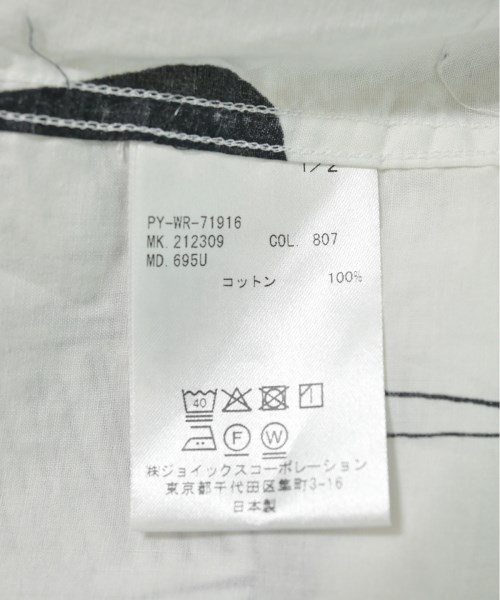 1/2
PY-WR-71916
MK. 212309 COL. 807
MD. 695U
コットン 100%
40
F W
株ジョイックスコーポレーション
東京都千代田区隼町3-16
日本製